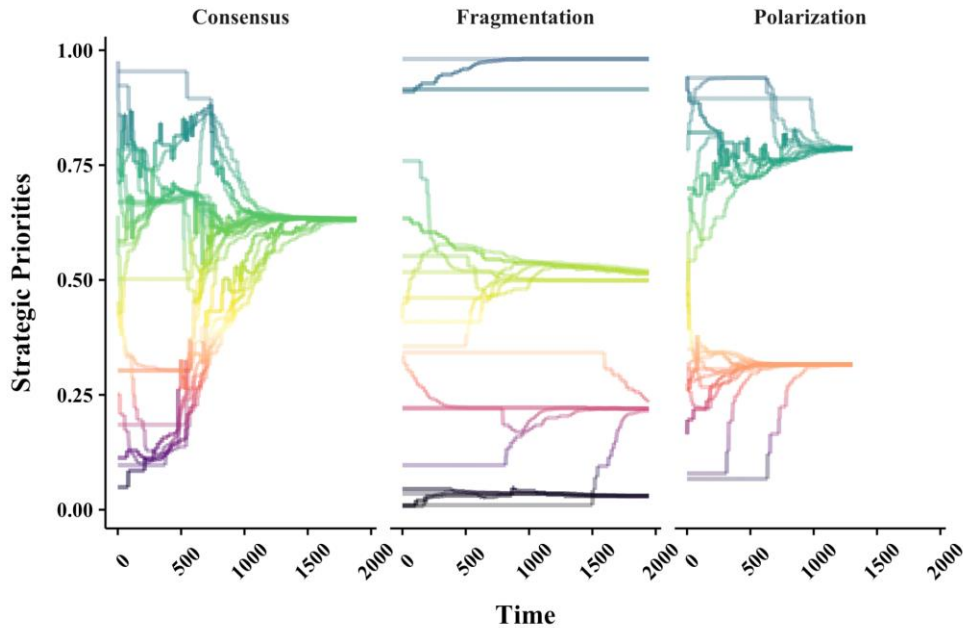 Consensus Fragmentation Polarization
Strategic Priorities
1.00
0.75
0.50
0.25
0.00
0 500 1000 1500 2000 0 500 1000 1500 2000 0 500 1000 1500 2000
Time